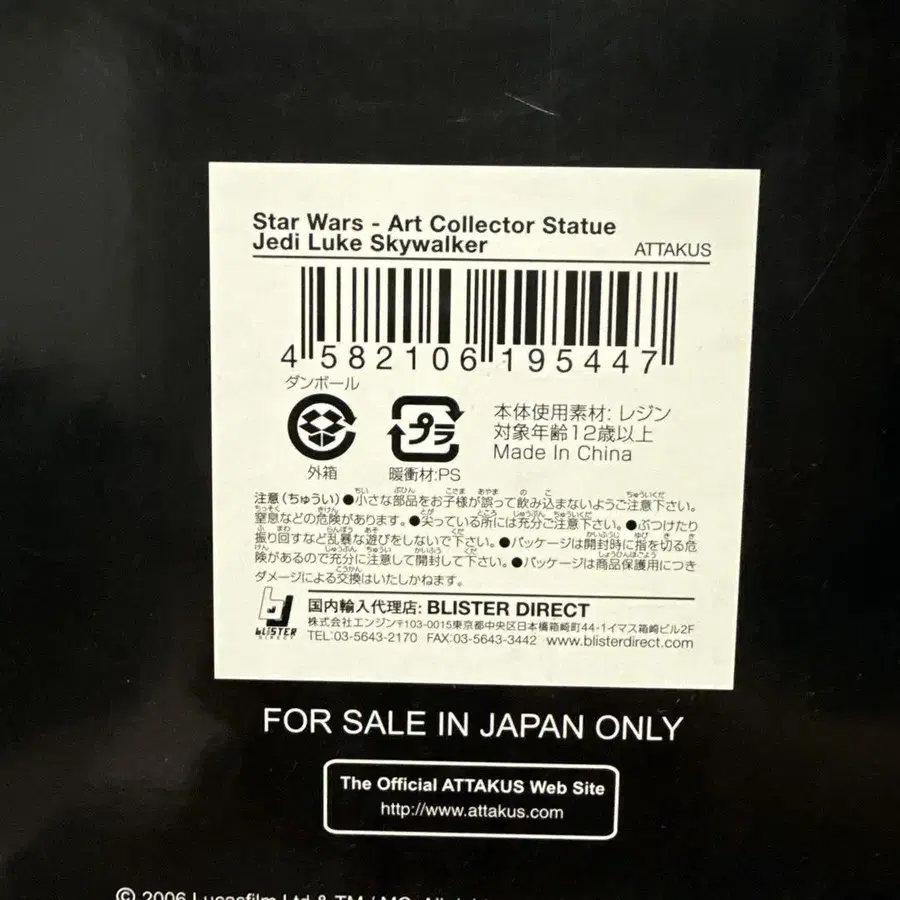 Star Wars - Art Collector Statue
Jedi Luke Skywalker
ATTAKUS
4 582106 195447
ダンボール
プラ
外箱
暖衝材:PS
本体使用素材: レジン
対象年齢12歳以上
Made In China
注意(ちゅうい)●小さな部品をお子様が誤って飲み込まないようご注意下さい。
窒息などの危険があります。●尖っている所には充分ご注意下さい。●ぶつけたり
振り回すなど乱暴な遊びをしないで下さい。●パッケージは開封時に指を切る危
険があるので充分に注意して開封して下さい。●パッケージは商品保護用につき
ダメージによる交換はいたしかねます。
BLISTER
DIRECT
国内輸入代理店: BLISTER DIRECT
株式会社エンジン〒103-0015東京都中央区日本橋箱崎町44-1イマス箱崎ビル2F
TEL:03-5643-2170 FAX:03-5643-3442 www.blisterdirect.com
FOR SALE IN JAPAN ONLY
The Official ATTAKUS Web Site
http://www.attakus.com
© 2006 Lucasfilm Ltd & TM